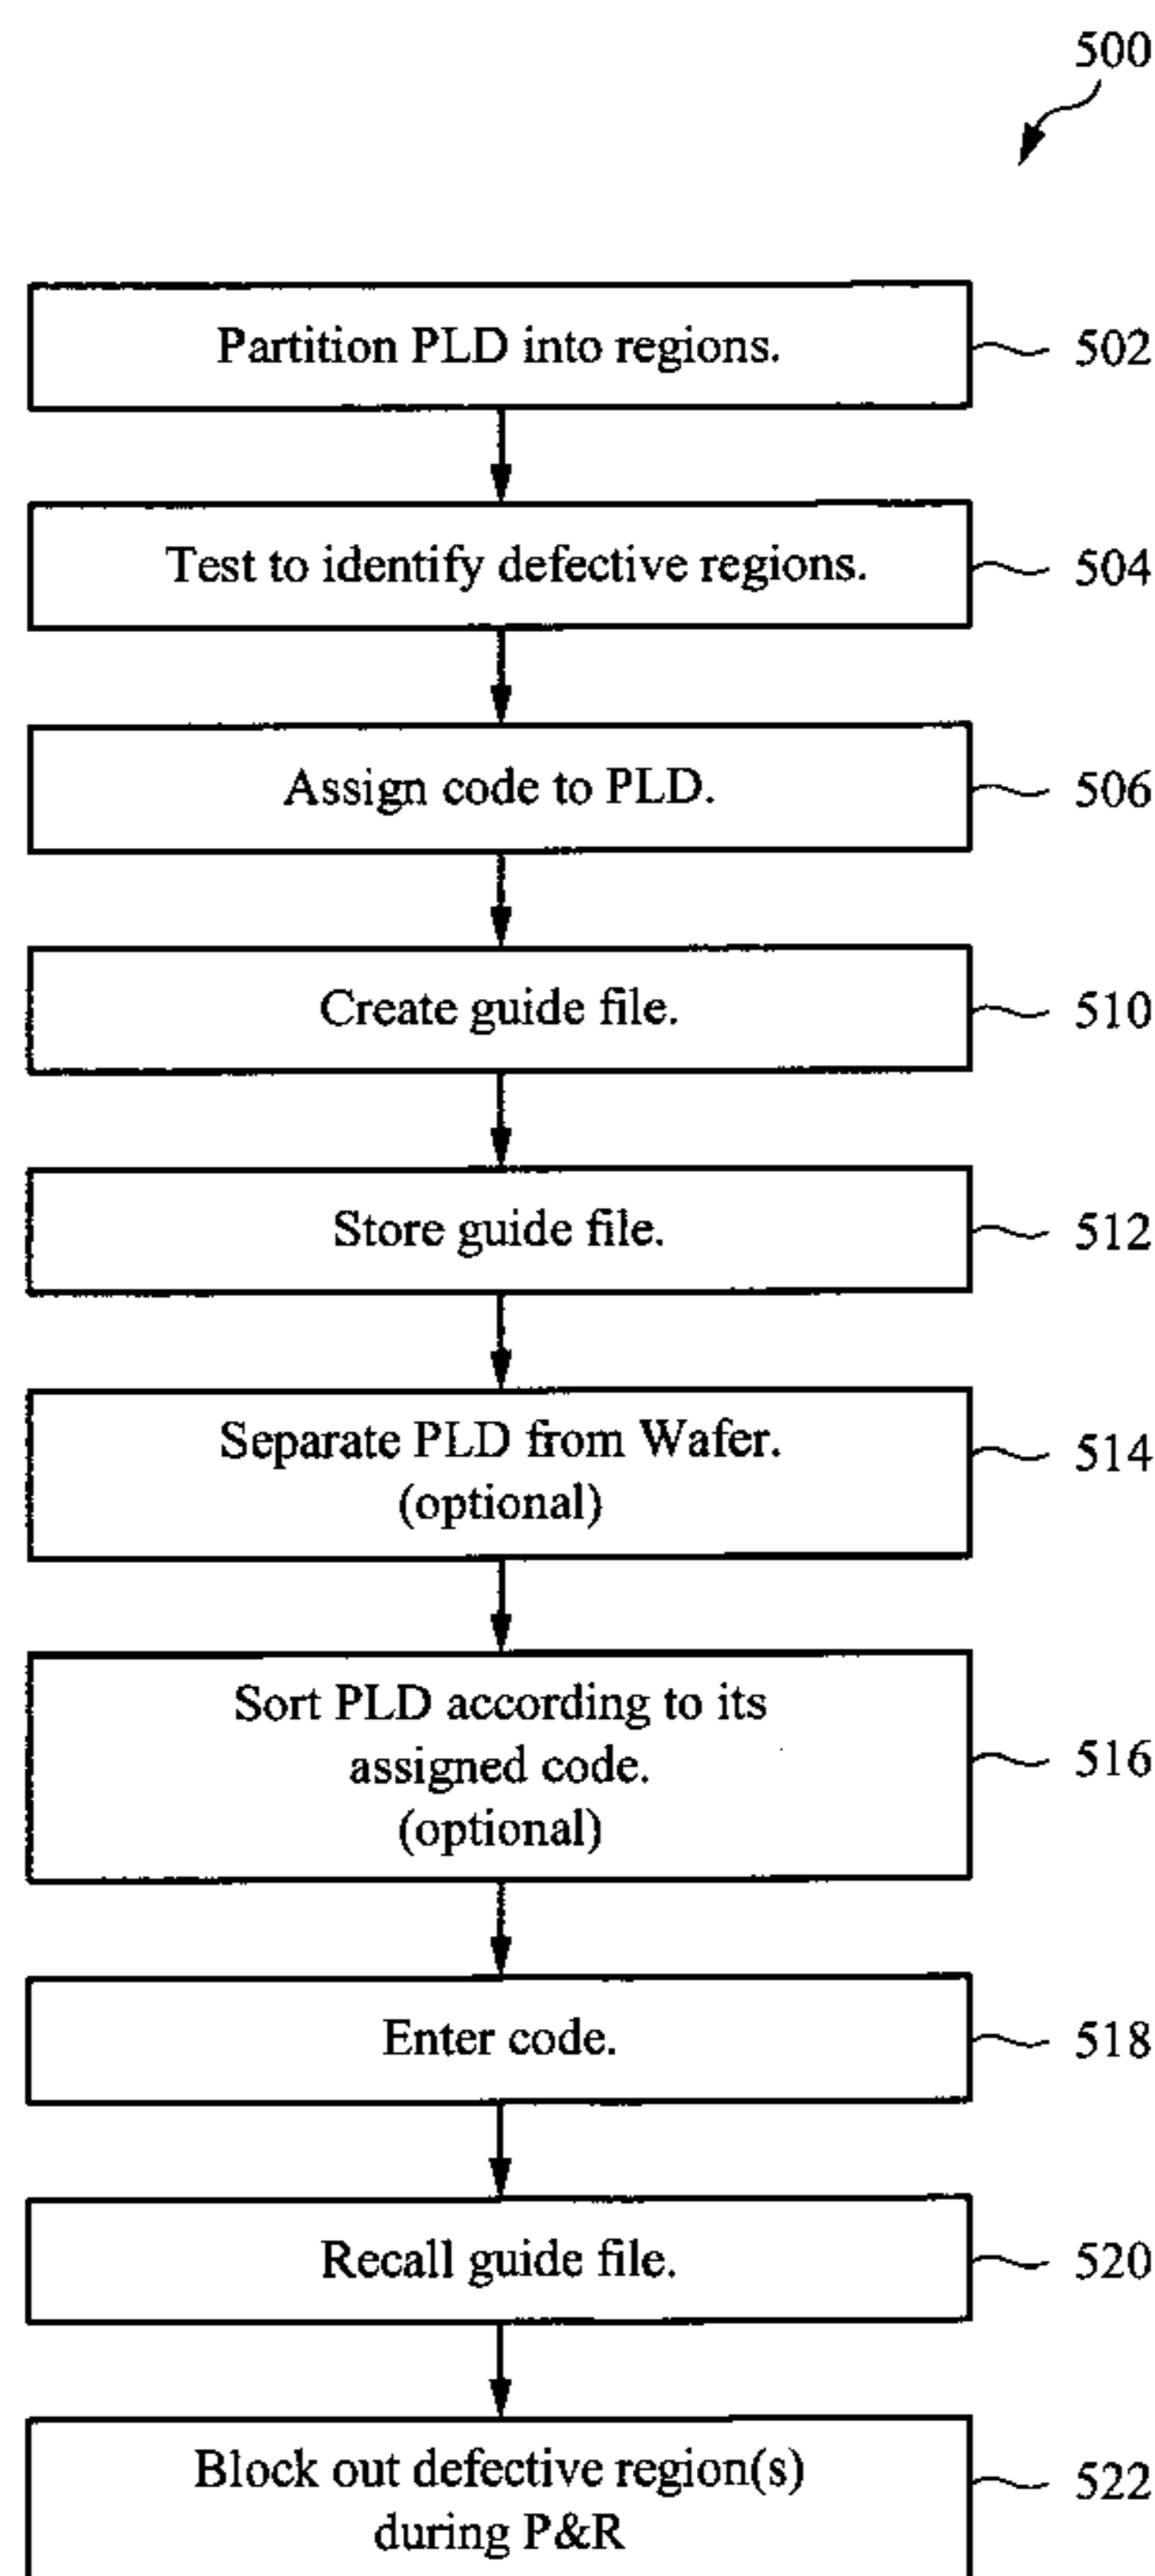 500
Partition PLD into regions.
502
Test to identify defective regions.
504
Assign code to PLD.
506
Create guide file.
510
Store guide file.
512
Separate PLD from Wafer.
(optional)
514
Sort PLD according to its
assigned code.
(optional)
516
Enter code.
518
Recall guide file.
520
Block out defective region(s)
during P&R
522